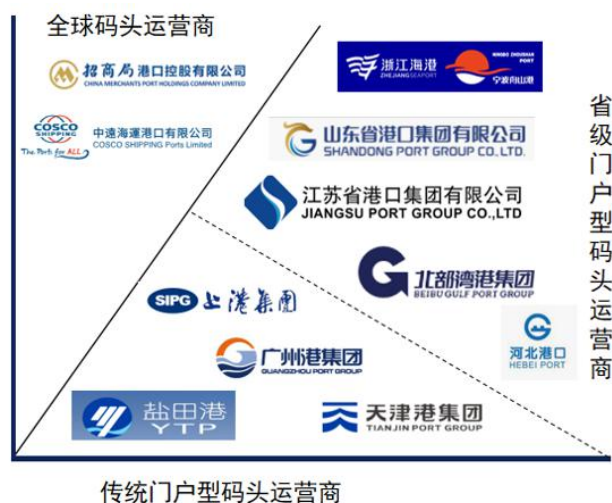 全球码头运营商
招商局港口控股有限公司
CHINA MERCHANTS PORT HOLDINGS COMPANY LIMITED
COSCO
SHIPPING
The Ports for ALL
中遠海運港口有限公司
COSCO SHIPPING Ports Limited
浙江海港
ZHEJIANG SEAPORT
NINGBO ZHOUSHAN
PORT
宁波舟山港
山东省港口集团有限公司
SHANDONG PORT GROUP CO.,LTD.
江苏省港口集团有限公司
JIANGSU PORT GROUP CO.,LTD
北部湾港集团
BEIBU GULF PORT GROUP
SIPG 上港集團
广州港集团
GUANGZHOU PORT GROUP
河北港口
HEBEI PORT
盐田港
YTP
天津港集团
TIANJIN PORT GROUP
省级门户型码头运营商
传统门户型码头运营商